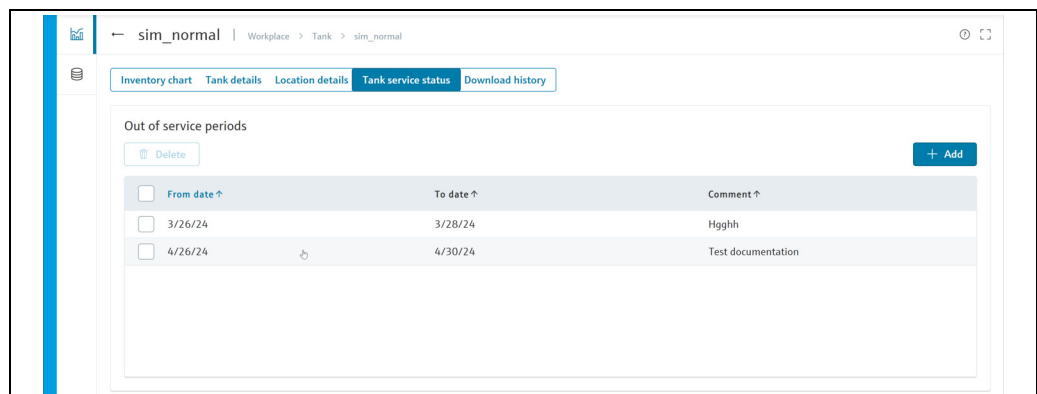 ← sim_normal | Workplace > Tank > sim_normal
Inventory chart Tank details Location details Tank service status Download history
Out of service periods
Delete
+ Add
From date ↑ To date ↑ Comment ↑
3/26/24 3/28/24 Hgghh
4/26/24 4/30/24 Test documentation